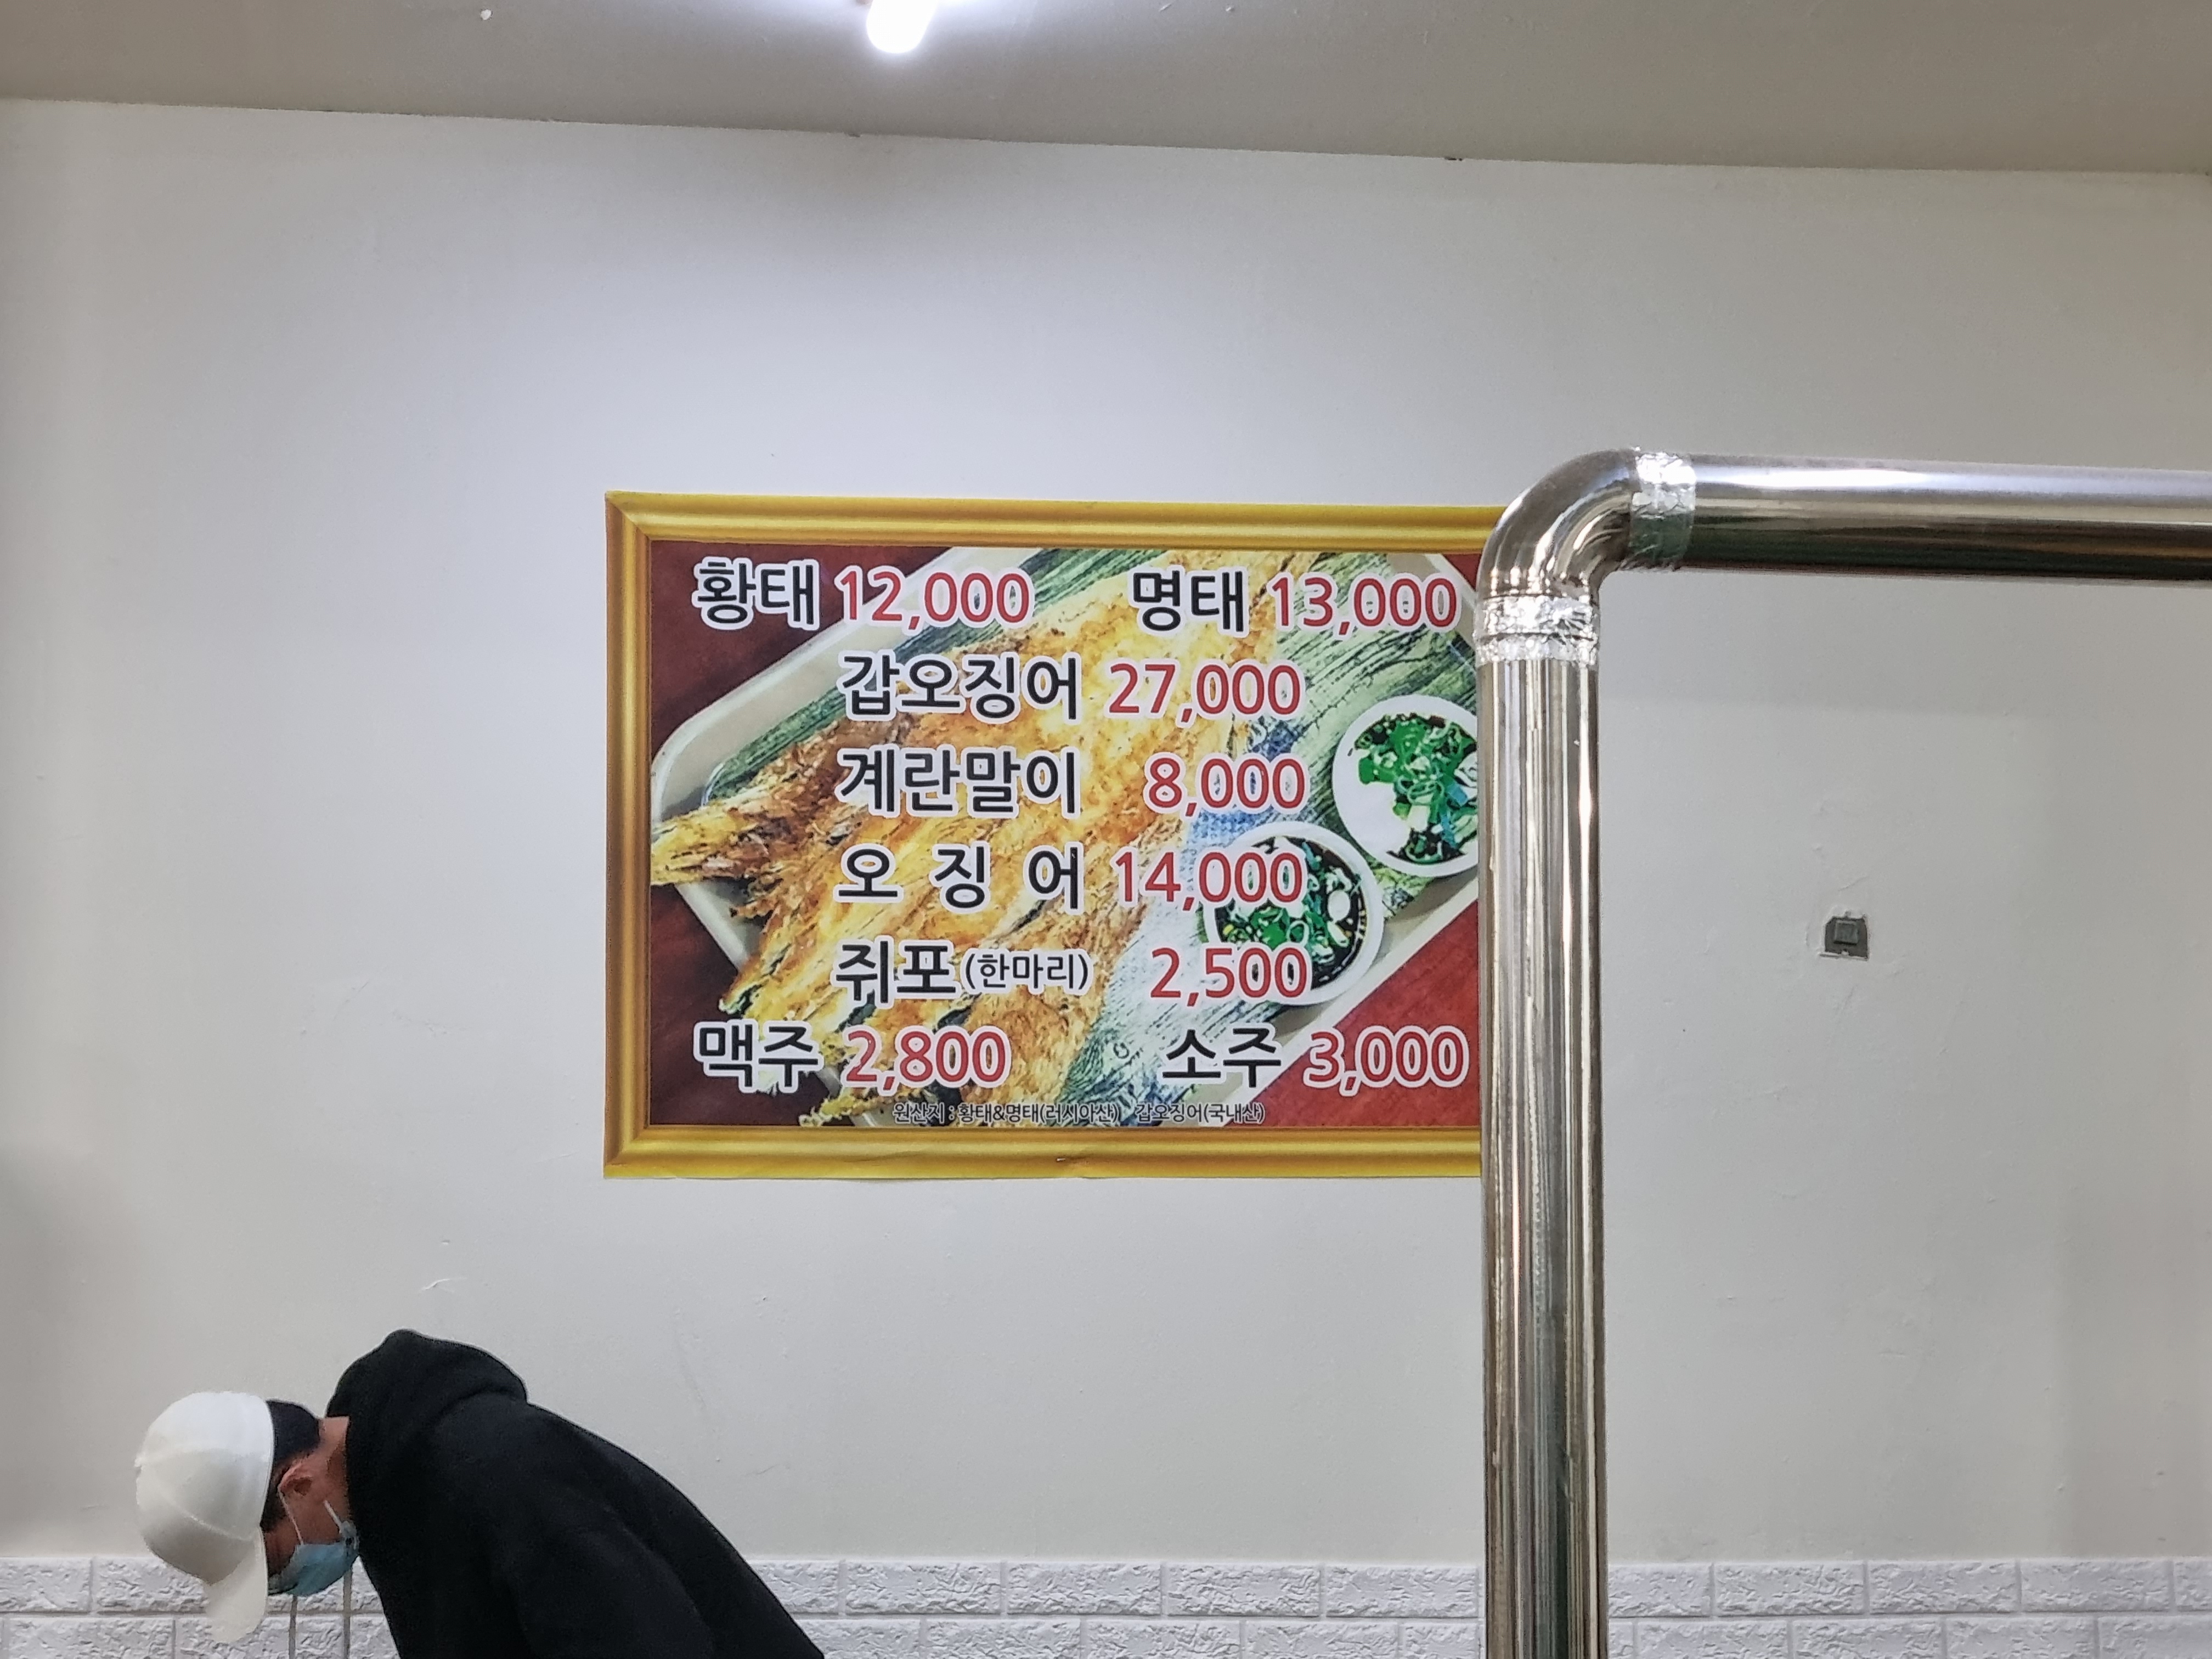 황태 12,000 명태 13,000
갑오징어 27,000
계란말이 8,000
오 징 어 14,000
쥐포(한마리) 2,500
맥주 2,800 소주 3,000
원산지 : 황태&명태(러시아산) 갑오징어(국내산)